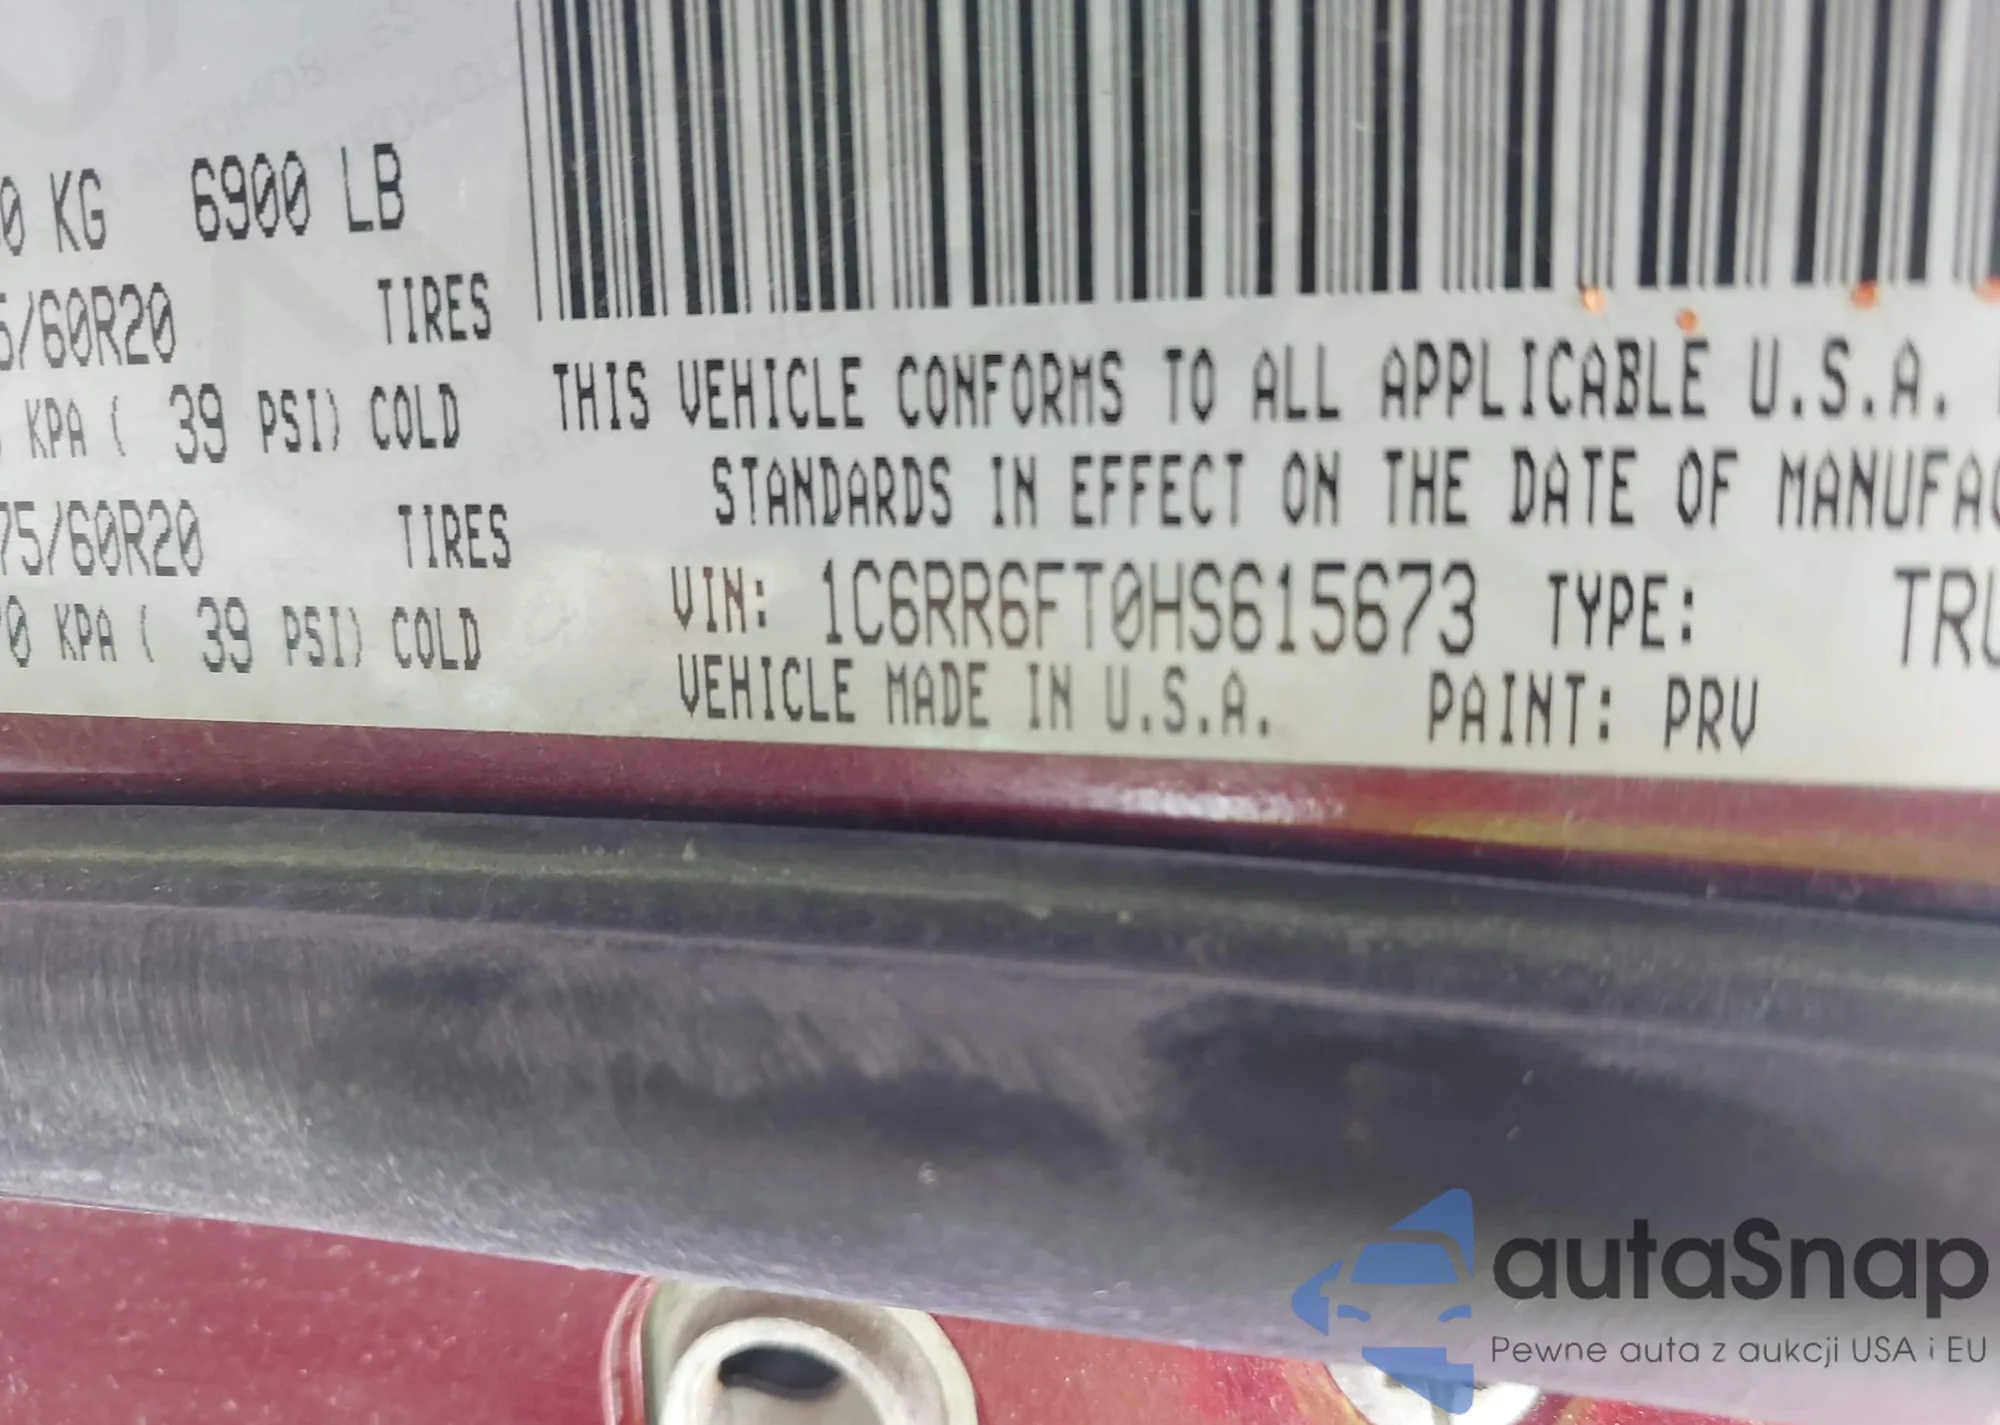 0 KG 6900 LB
5/60R20 TIRES
KPA ( 39 PSI) COLD
75/60R20 TIRES
70 KPA ( 39 PSI) COLD
THIS VEHICLE CONFORMS TO ALL APPLICABLE U.S.A.
STANDARDS IN EFFECT ON THE DATE OF MANUFAC
VIN: 1C6RR6FT0HS615673 TYPE: TRU
VEHICLE MADE IN U.S.A. PAINT: PRV
autaSnap
Pewne auta z aukcji USA i EU